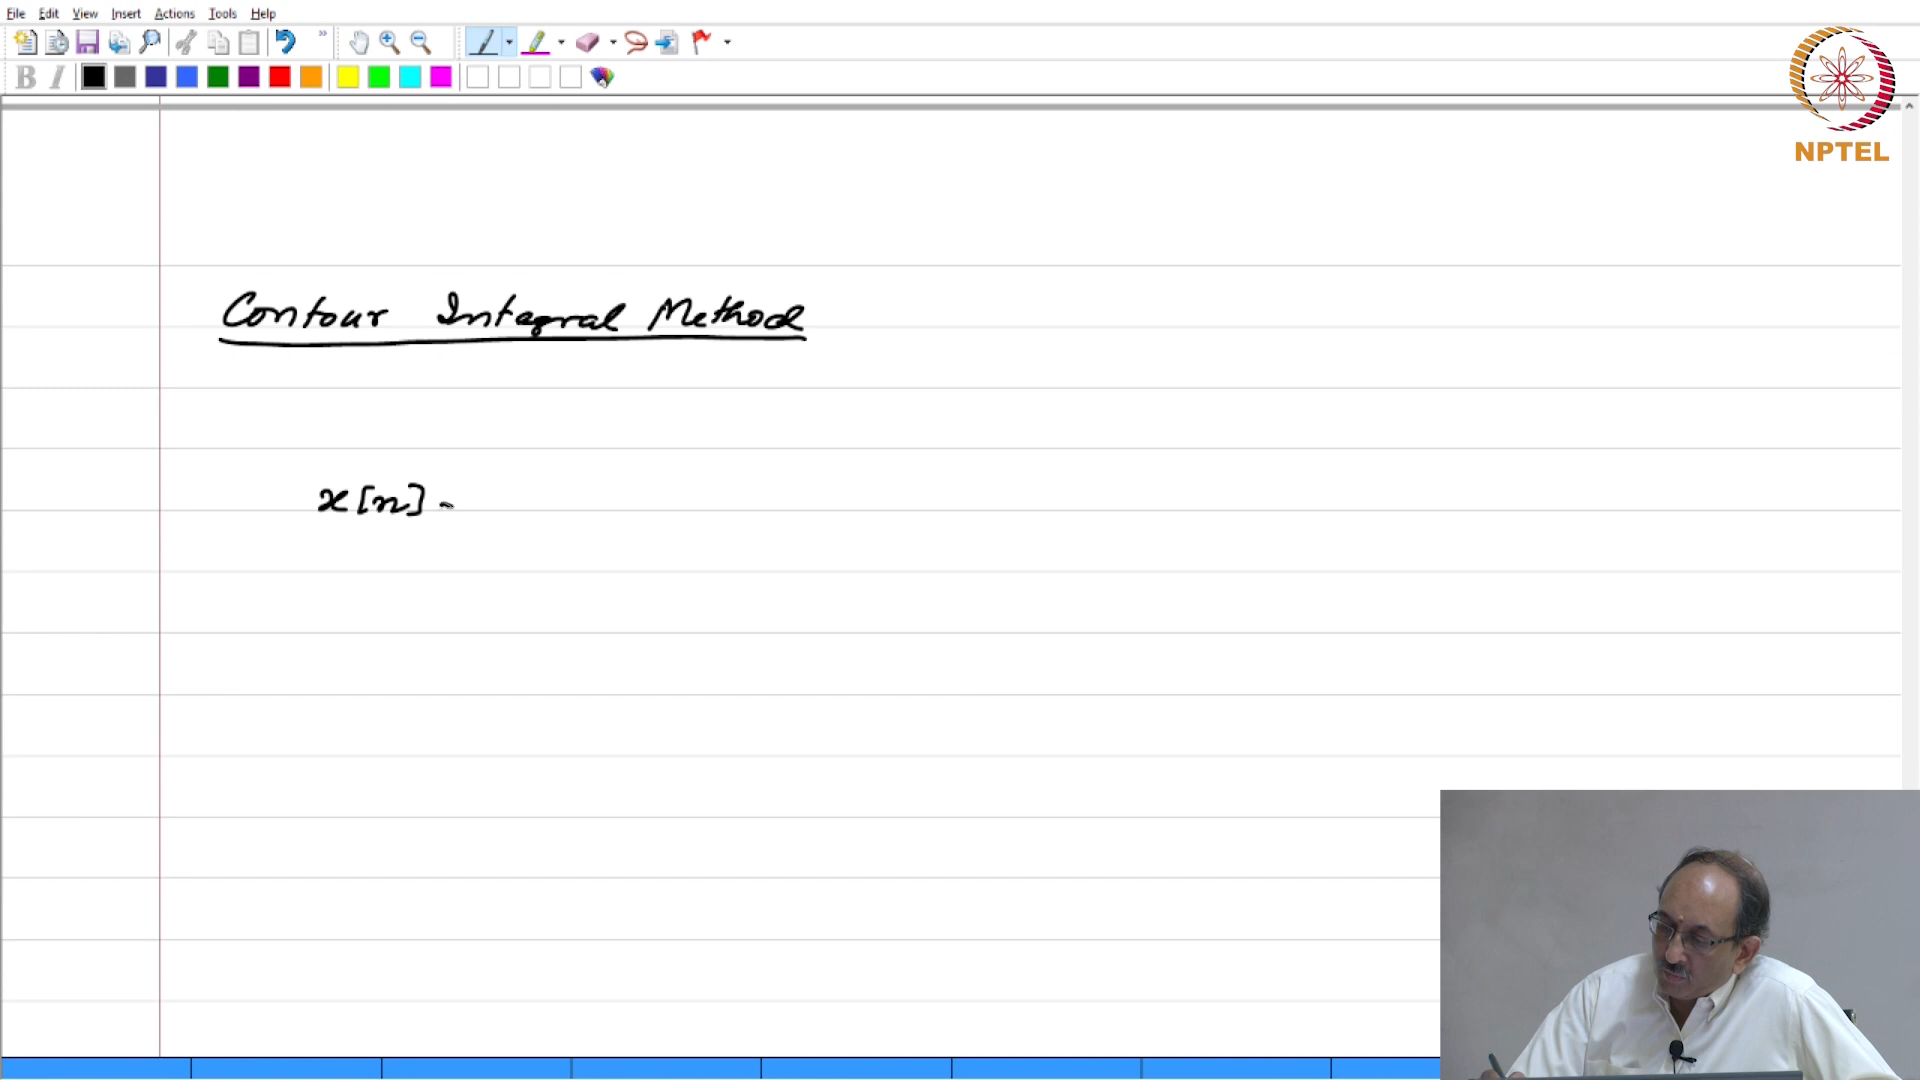 File Edit View Insert Actions Tools Help
B I
NPTEL
Contour Integral Method
x[n] -